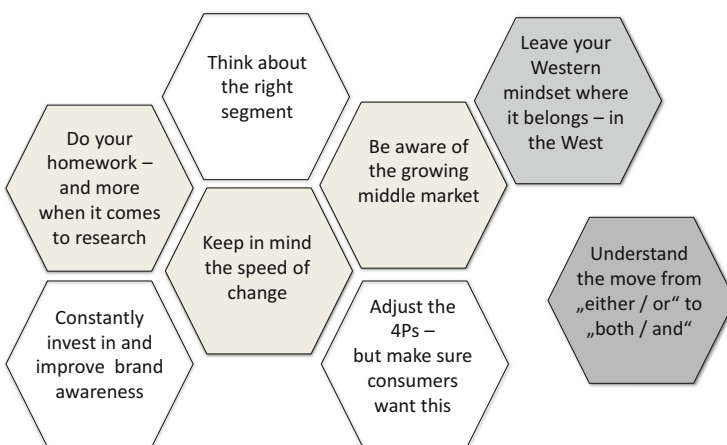 Think about
the right
segment
Leave your
Western
mindset where
it belongs – in
the West
Do your
homework –
and more
when it comes
to research
Be aware of
the growing
middle market
Keep in mind
the speed of
change
Understand
the move from
„either / or“ to
„both / and“
Constantly
invest in and
improve brand
awareness
Adjust the
4Ps –
but make sure
consumers
want this